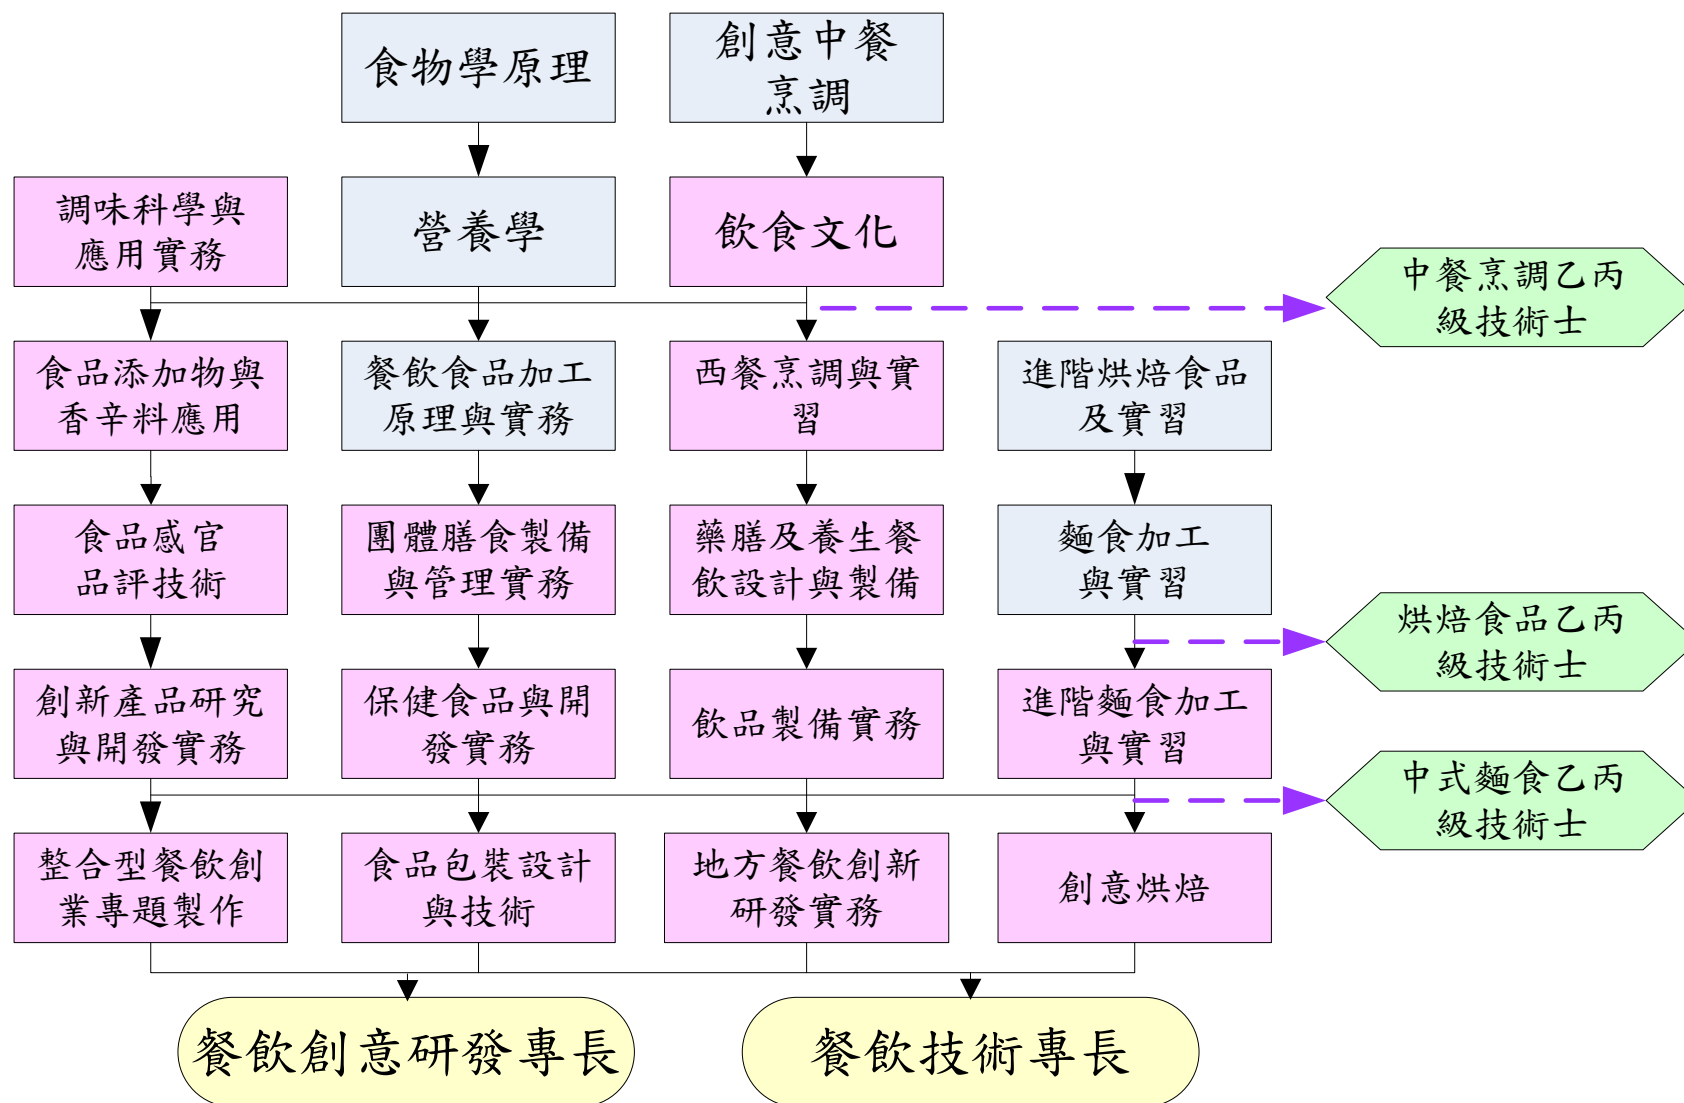 食物學原理
創意中餐
烹調
調味科學與
應用實務
營養學
飲食文化
中餐烹調乙丙
級技術士
食品添加物與
香辛料應用
餐飲食品加工
原理與實務
西餐烹調與實
習
進階烘焙食品
及實習
食品感官
品評技術
團體膳食製備
與管理實務
藥膳及養生餐
飲設計與製備
麵食加工
與實習
烘焙食品乙丙
級技術士
創新產品研究
與開發實務
保健食品與開
發實務
飲品製備實務
進階麵食加工
與實習
中式麵食乙丙
級技術士
整合型餐飲創
業專題製作
食品包裝設計
與技術
地方餐飲創新
研發實務
創意烘焙
餐飲創意研發專長
餐飲技術專長